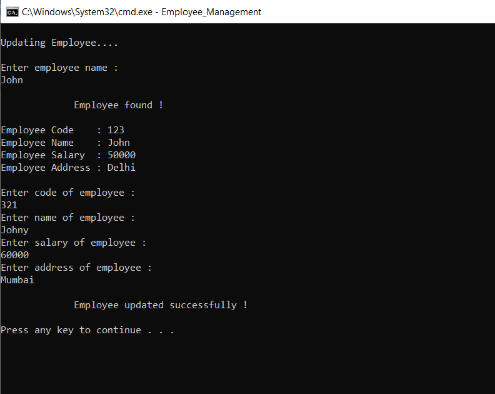 C:\Windows\System32\cmd.exe - Employee_Management
Updating Employee....
Enter employee name :
John
Employee found !
Employee Code    : 123
Employee Name    : John
Employee Salary  : 50000
Employee Address : Delhi
Enter code of employee :
321
Enter name of employee :
Johny
Enter salary of employee :
60000
Enter address of employee :
Mumbai
Employee updated successfully !
Press any key to continue . . .